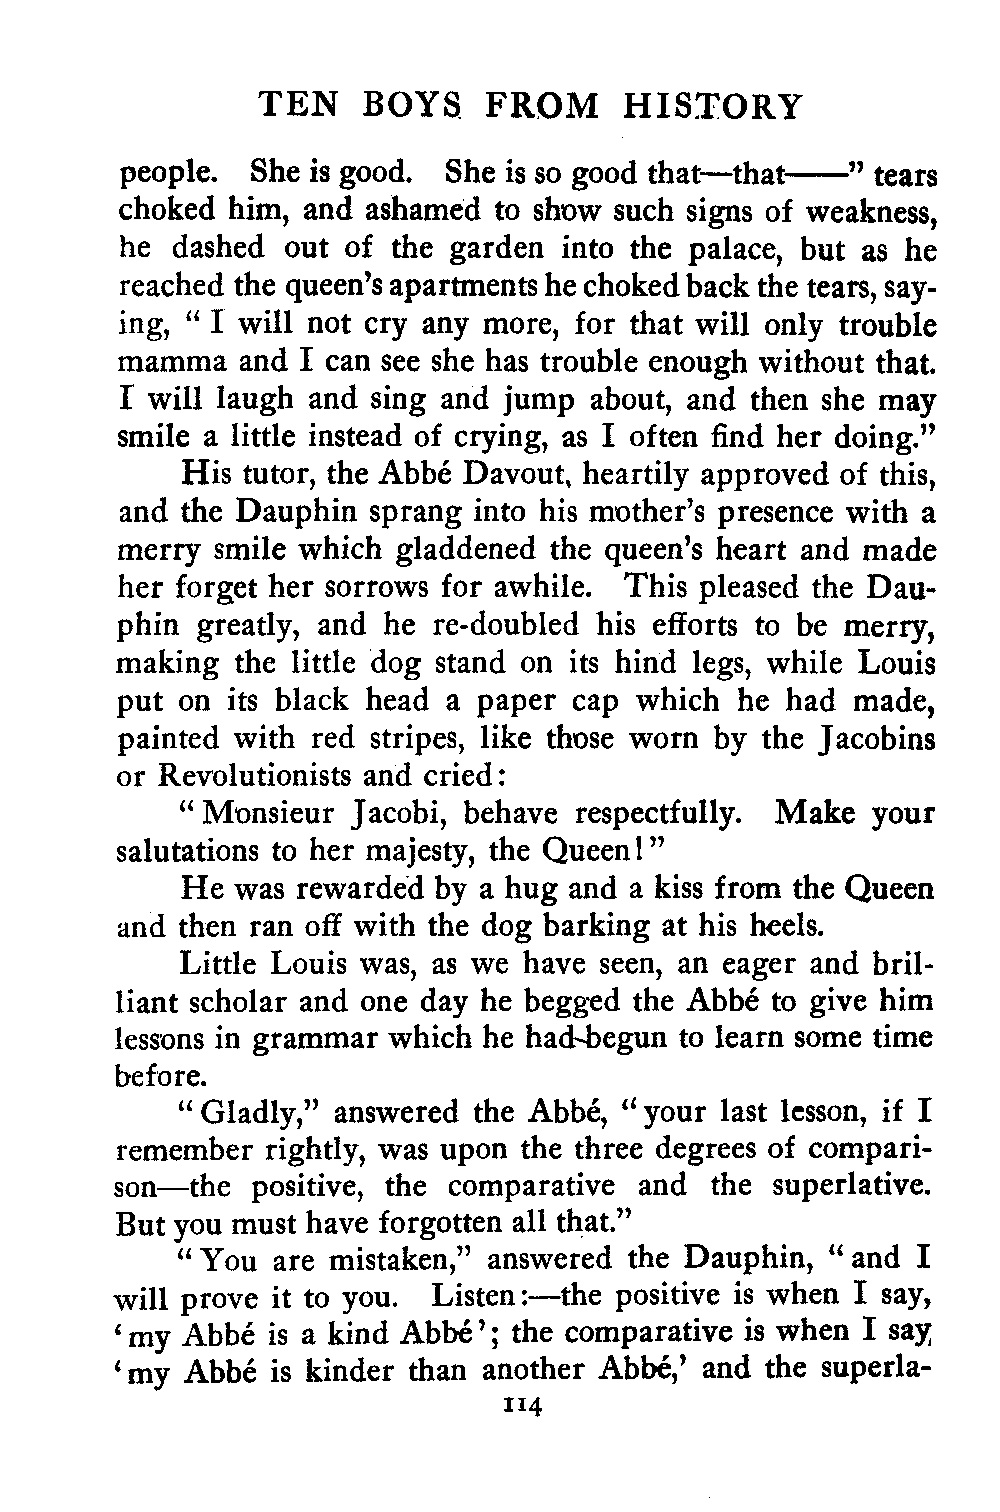 TEN BOYS FROM HISTORY
people. She is good. She is so good that—that——" tears
choked him, and ashamed to show such signs of weakness,
he dashed out of the garden into the palace, but as he
reached the queen's apartments he choked back the tears, say-
ing, " I will not cry any more, for that will only trouble
mamma and I can see she has trouble enough without that.
I will laugh and sing and jump about, and then she may
smile a little instead of crying, as I often find her doing."
His tutor, the Abbé Davout, heartily approved of this,
and the Dauphin sprang into his mother's presence with a
merry smile which gladdened the queen's heart and made
her forget her sorrows for awhile. This pleased the Dau-
phin greatly, and he re-doubled his efforts to be merry,
making the little dog stand on its hind legs, while Louis
put on its black head a paper cap which he had made,
painted with red stripes, like those worn by the Jacobins
or Revolutionists and cried:
" Monsieur Jacobi, behave respectfully. Make your
salutations to her majesty, the Queen!"
He was rewarded by a hug and a kiss from the Queen
and then ran off with the dog barking at his heels.
Little Louis was, as we have seen, an eager and bril-
liant scholar and one day he begged the Abbé to give him
lessons in grammar which he had begun to learn some time
before.
" Gladly," answered the Abbé, " your last lesson, if I
remember rightly, was upon the three degrees of compari-
son—the positive, the comparative and the superlative.
But you must have forgotten all that."
" You are mistaken," answered the Dauphin, " and I
will prove it to you. Listen:—the positive is when I say,
'my Abbé is a kind Abbé'; the comparative is when I say,
'my Abbé is kinder than another Abbé,' and the superla-
114